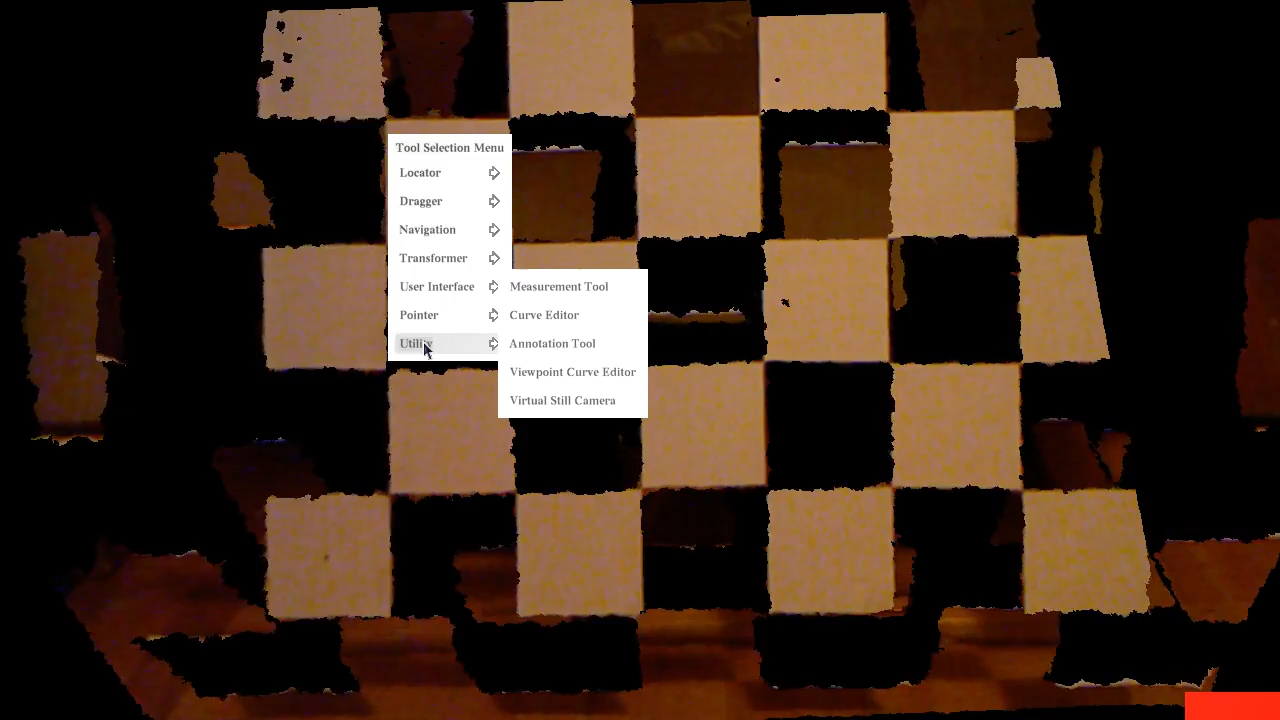 Tool Selection Menu
Locator
Dragger
Navigation
Transformer
User Interface
Pointer
Utility
Measurement Tool
Curve Editor
Annotation Tool
Viewpoint Curve Editor
Virtual Still Camera